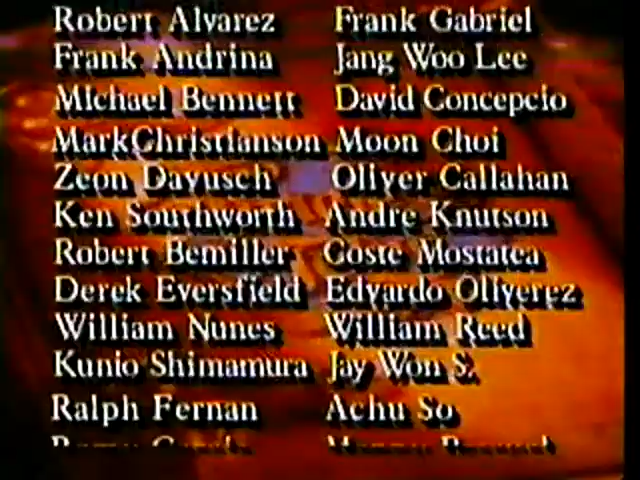 Robert Alvarez Frank Gabriel
Frank Andrina Jang Woo Lee
Michael Bennett David Concepcio
MarkChristianson Moon Choi
Zeon Davusch Oliver Callahan
Ken Southworth Andre Knutson
Robert Bemiller Coste Mostatea
Derek Eversfield Edvardo Oliverez
William Nunes William Reed
Kunio Shimamura Jay Won S.
Ralph Fernan Achu So